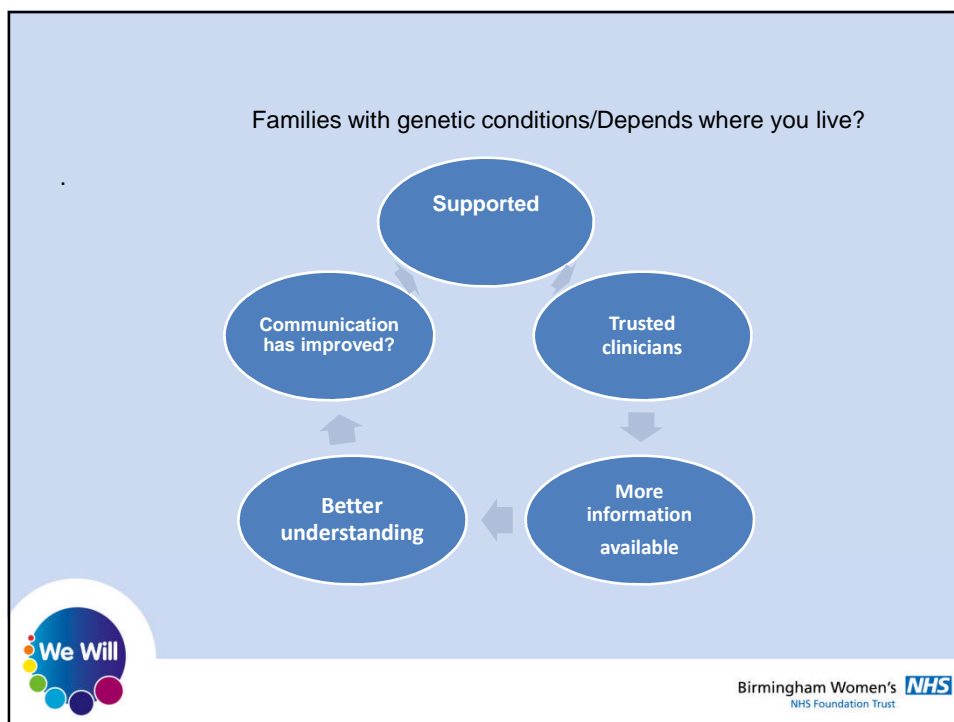 Families with genetic conditions/Depends where you live?
.
Supported
Trusted
clinicians
More
information
available
Better
understanding
Communication
has improved?
We Will
Birmingham Women's NHS
NHS Foundation Trust